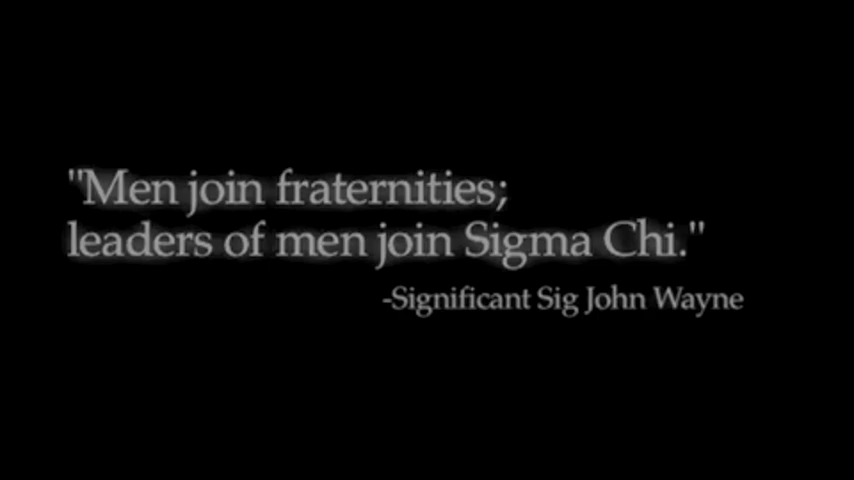 "Men join fraternities;
leaders of men join Sigma Chi."
-Significant Sig John Wayne